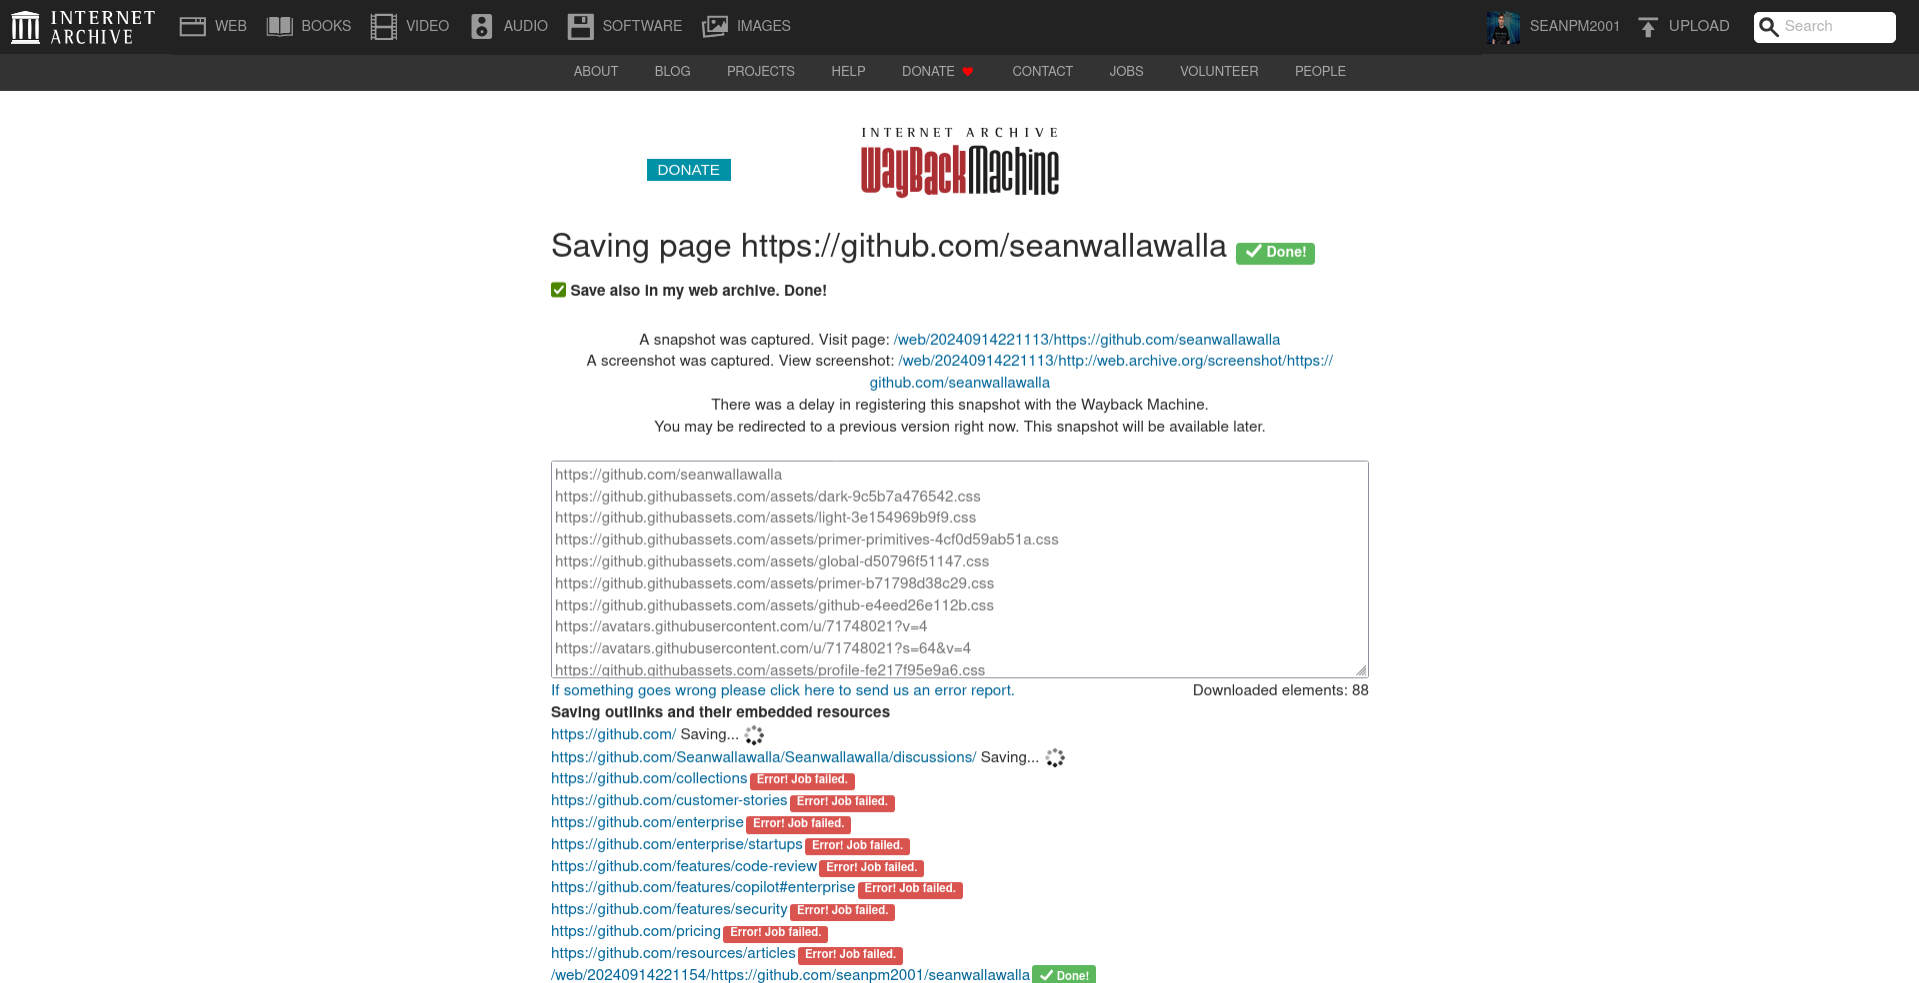 INTERNET ARCHIVE
WEB BOOKS VIDEO AUDIO SOFTWARE IMAGES SEANPM2001 UPLOAD Search
ABOUT BLOG PROJECTS HELP DONATE CONTACT JOBS VOLUNTEER PEOPLE
INTERNET ARCHIVE
WayBackMachine
DONATE
Saving page https://github.com/seanwallawalla Done!
Save also in my web archive. Done!
A snapshot was captured. Visit page: /web/20240914221113/https://github.com/seanwallawalla
A screenshot was captured. View screenshot: /web/20240914221113/http://web.archive.org/screenshot/https://
github.com/seanwallawalla
There was a delay in registering this snapshot with the Wayback Machine.
You may be redirected to a previous version right now. This snapshot will be available later.
https://github.com/seanwallawalla
https://github.githubassets.com/assets/dark-9c5b7a476542.css
https://github.githubassets.com/assets/light-3e154969b9f9.css
https://github.githubassets.com/assets/primer-primitives-4cf0d59ab51a.css
https://github.githubassets.com/assets/global-d50796f51147.css
https://github.githubassets.com/assets/primer-b71798d38c29.css
https://github.githubassets.com/assets/github-e4eed26e112b.css
https://avatars.githubusercontent.com/u/71748021?v=4
https://avatars.githubusercontent.com/u/71748021?s=64&v=4
https://github.githubassets.com/assets/profile-fe217f95e9a6.css
If something goes wrong please click here to send us an error report. Downloaded elements: 88
Saving outlinks and their embedded resources
https://github.com/ Saving...
https://github.com/Seanwallawalla/Seanwallawalla/discussions/ Saving...
https://github.com/collections Error! Job failed.
https://github.com/customer-stories Error! Job failed.
https://github.com/enterprise Error! Job failed.
https://github.com/enterprise/startups Error! Job failed.
https://github.com/features/code-review Error! Job failed.
https://github.com/features/copilot#enterprise Error! Job failed.
https://github.com/features/security Error! Job failed.
https://github.com/pricing Error! Job failed.
https://github.com/resources/articles Error! Job failed.
/web/20240914221154/https://github.com/seanpm2001/seanwallawalla Done!